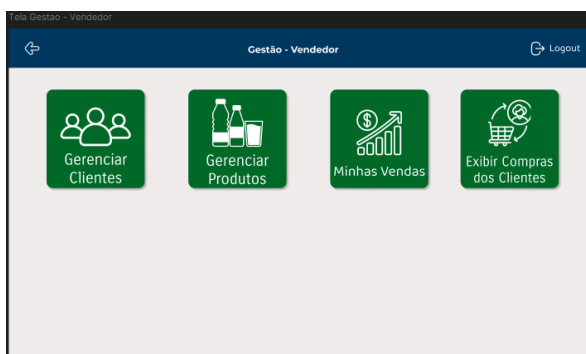 Tela Gestao - Vendedor
Gestão - Vendedor
Logout
Gerenciar
Clientes
Gerenciar
Produtos
Minhas Vendas
Exibir Compras
dos Clientes